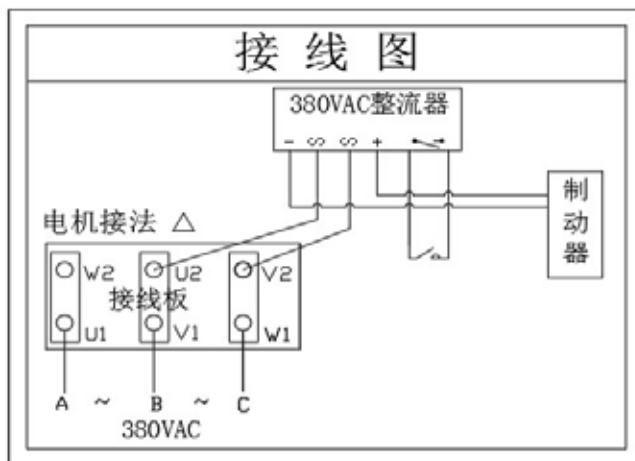 接线图
380VAC整流器
- ∽ ∽ +
制动器
电机接法 △
W2 U2 V2
接线板
U1 V1 W1
A ~ B ~ C
380VAC